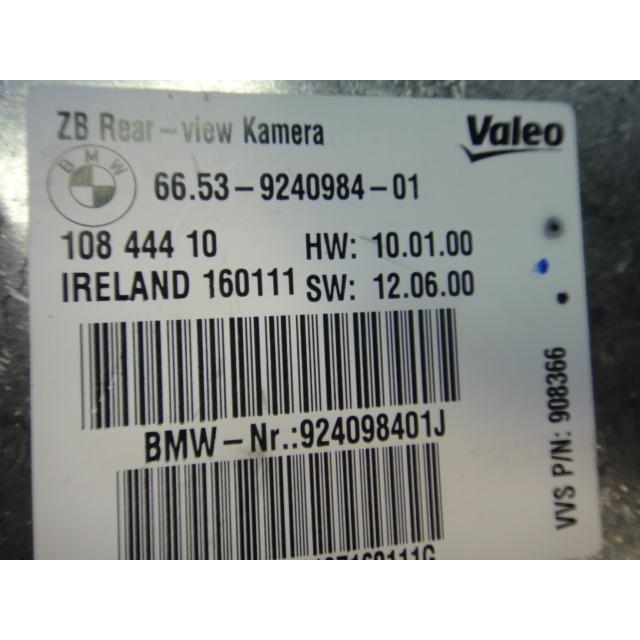 ZB Rear-view Kamera
Valeo
BMW
66.53-9240984-01
108 444 10 HW: 10.01.00
IRELAND 160111 SW: 12.06.00
BMW-Nr.:924098401J
VVS P/N: 908366